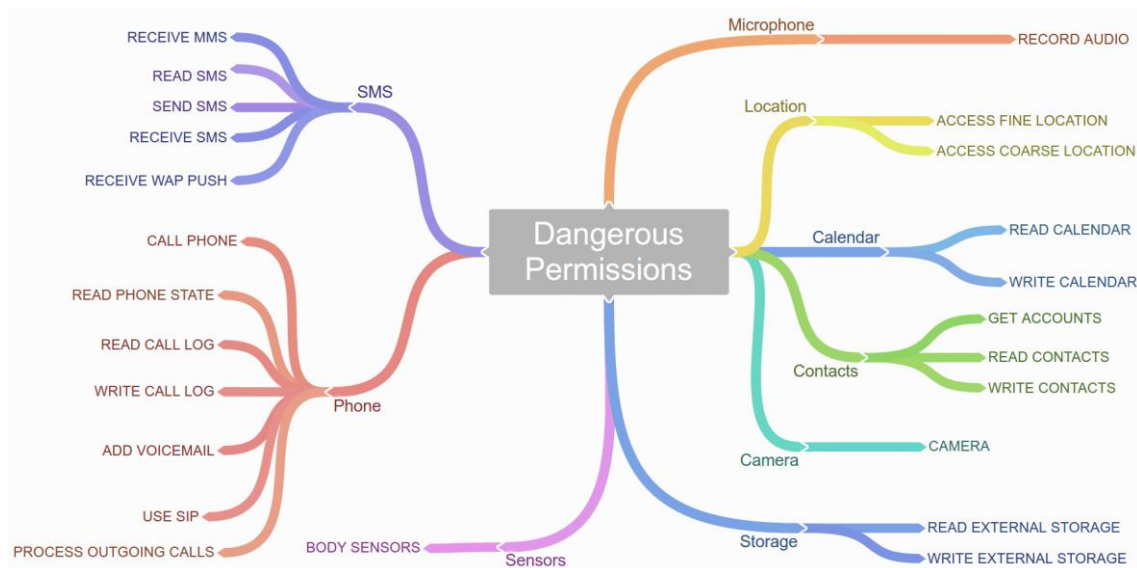 Dangerous
Permissions
SMS
RECEIVE MMS
READ SMS
SEND SMS
RECEIVE SMS
RECEIVE WAP PUSH
Phone
CALL PHONE
READ PHONE STATE
READ CALL LOG
WRITE CALL LOG
ADD VOICEMAIL
USE SIP
PROCESS OUTGOING CALLS
Sensors
BODY SENSORS
Microphone
RECORD AUDIO
Location
ACCESS FINE LOCATION
ACCESS COARSE LOCATION
Calendar
READ CALENDAR
WRITE CALENDAR
Contacts
GET ACCOUNTS
READ CONTACTS
WRITE CONTACTS
Camera
CAMERA
Storage
READ EXTERNAL STORAGE
WRITE EXTERNAL STORAGE